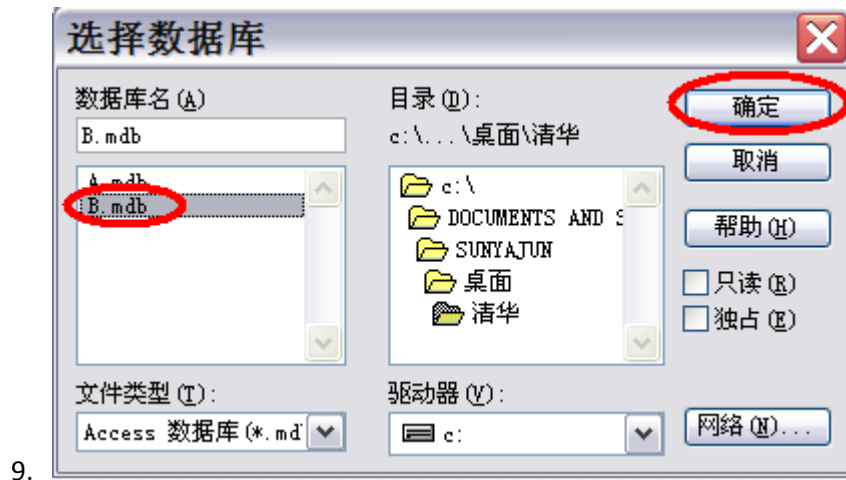 选择数据库
数据库名(A)
B.mdb
A.mdb
B.mdb
目录(D):
c:\...\桌面\清华
c:\
DOCUMENTS AND S
SUNYAJUN
桌面
清华
确定
取消
帮助(H)
只读(R)
独占(E)
文件类型(T):
Access 数据库(*.md
驱动器(V):
c:
网络(N)...
9.